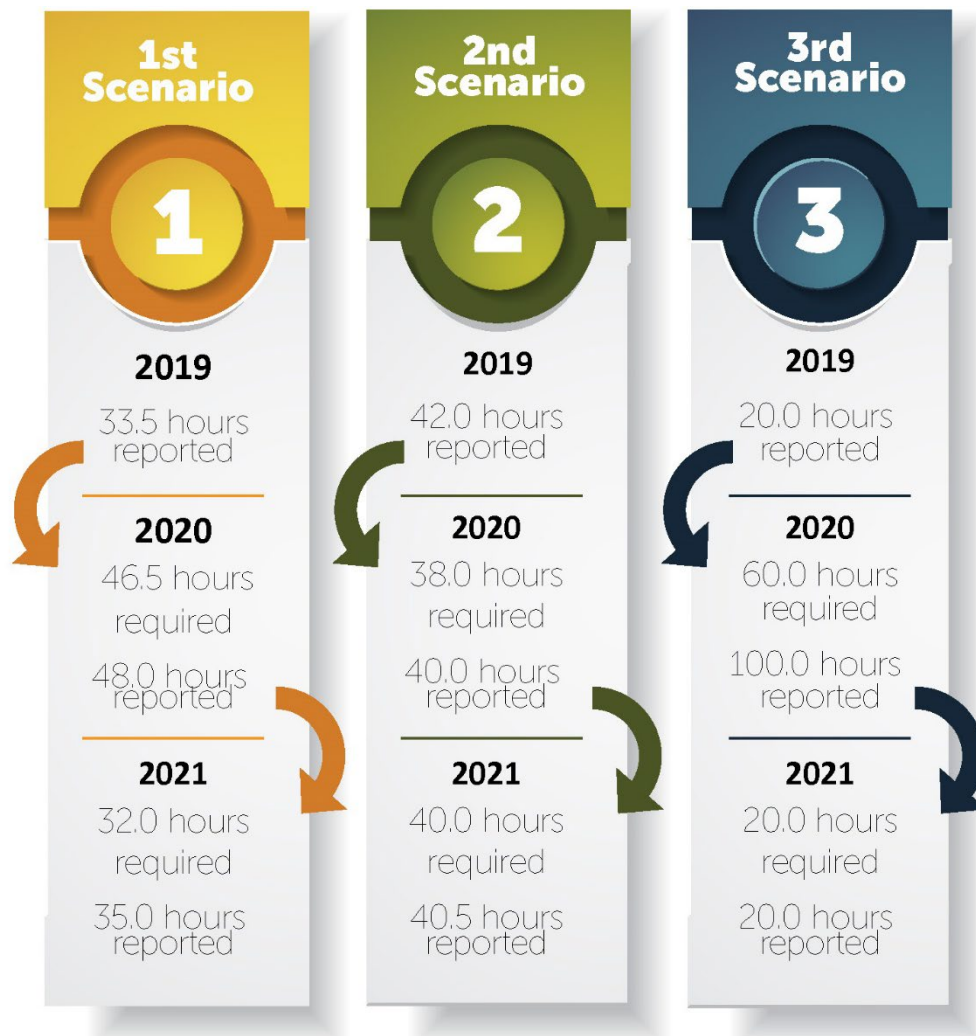 1st
Scenario
1
2019
33.5 hours
reported
2020
46.5 hours
required
48.0 hours
reported
2021
32.0 hours
required
35.0 hours
reported
2nd
Scenario
2
2019
42.0 hours
reported
2020
38.0 hours
required
40.0 hours
reported
2021
40.0 hours
required
40.5 hours
reported
3rd
Scenario
3
2019
20.0 hours
reported
2020
60.0 hours
required
100.0 hours
reported
2021
20.0 hours
required
20.0 hours
reported